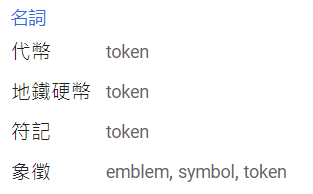 名詞
代幣 token
地鐵硬幣 token
符記 token
象徵 emblem, symbol, token